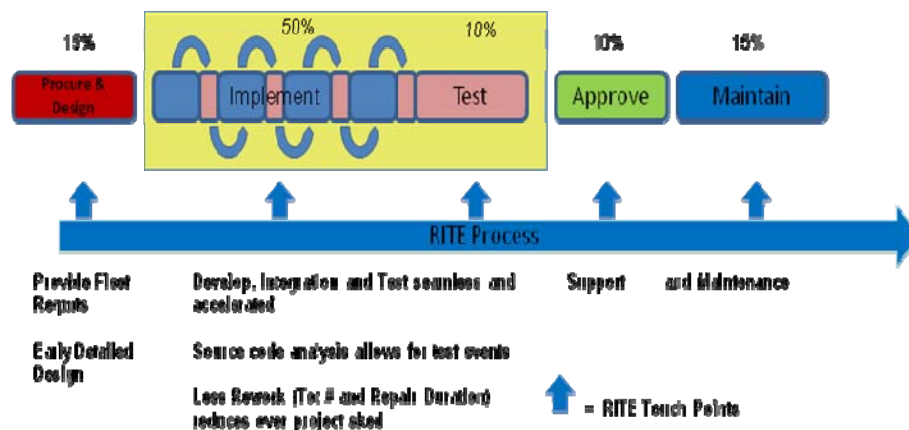 15%
50%
10%
10%
15%
Procure &
Design
Implement
Test
Approve
Maintain
RITE Process
Provide Fleet
Develop, Integration and Test seamless and
accelerated
Support
and Maintenance
Early Detailed
Design
Source code analysis allows for test events
Less Rework (Tot # and Repair Duration)
reduces over project sked
= RITE Touch Points